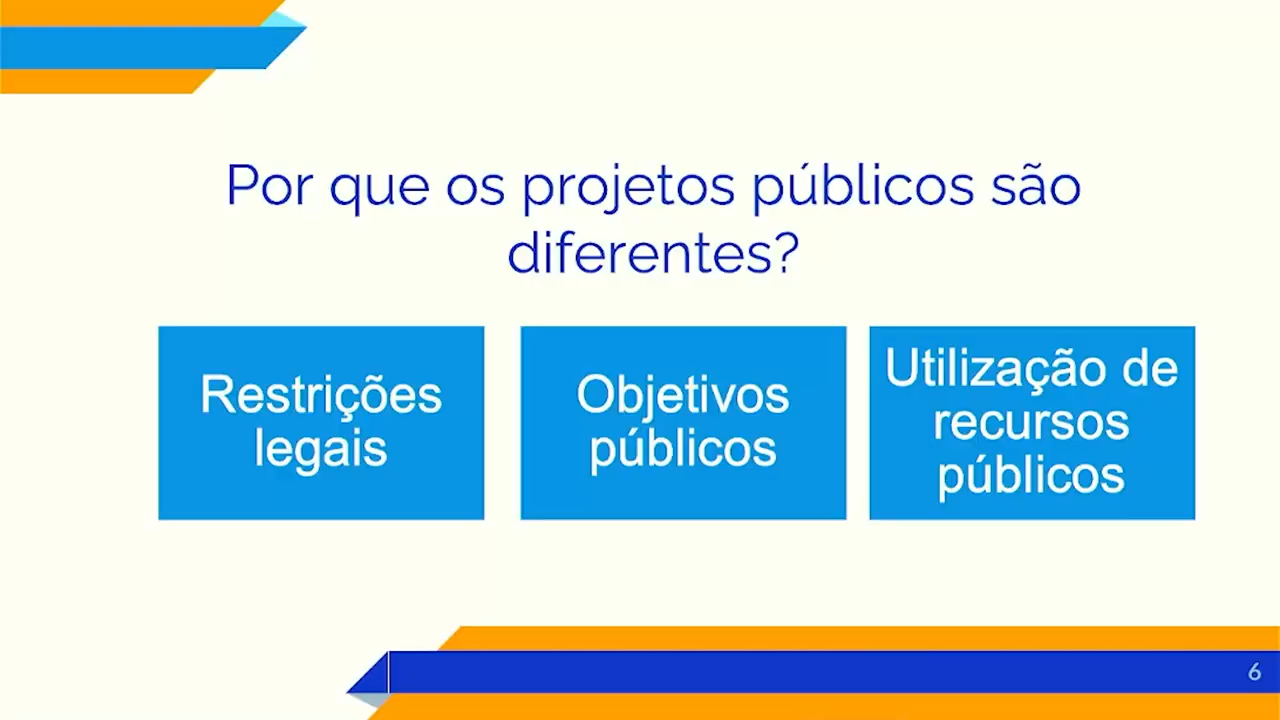 Por que os projetos públicos são
diferentes?
Restrições
legais
Objetivos
públicos
Utilização de
recursos
públicos
6